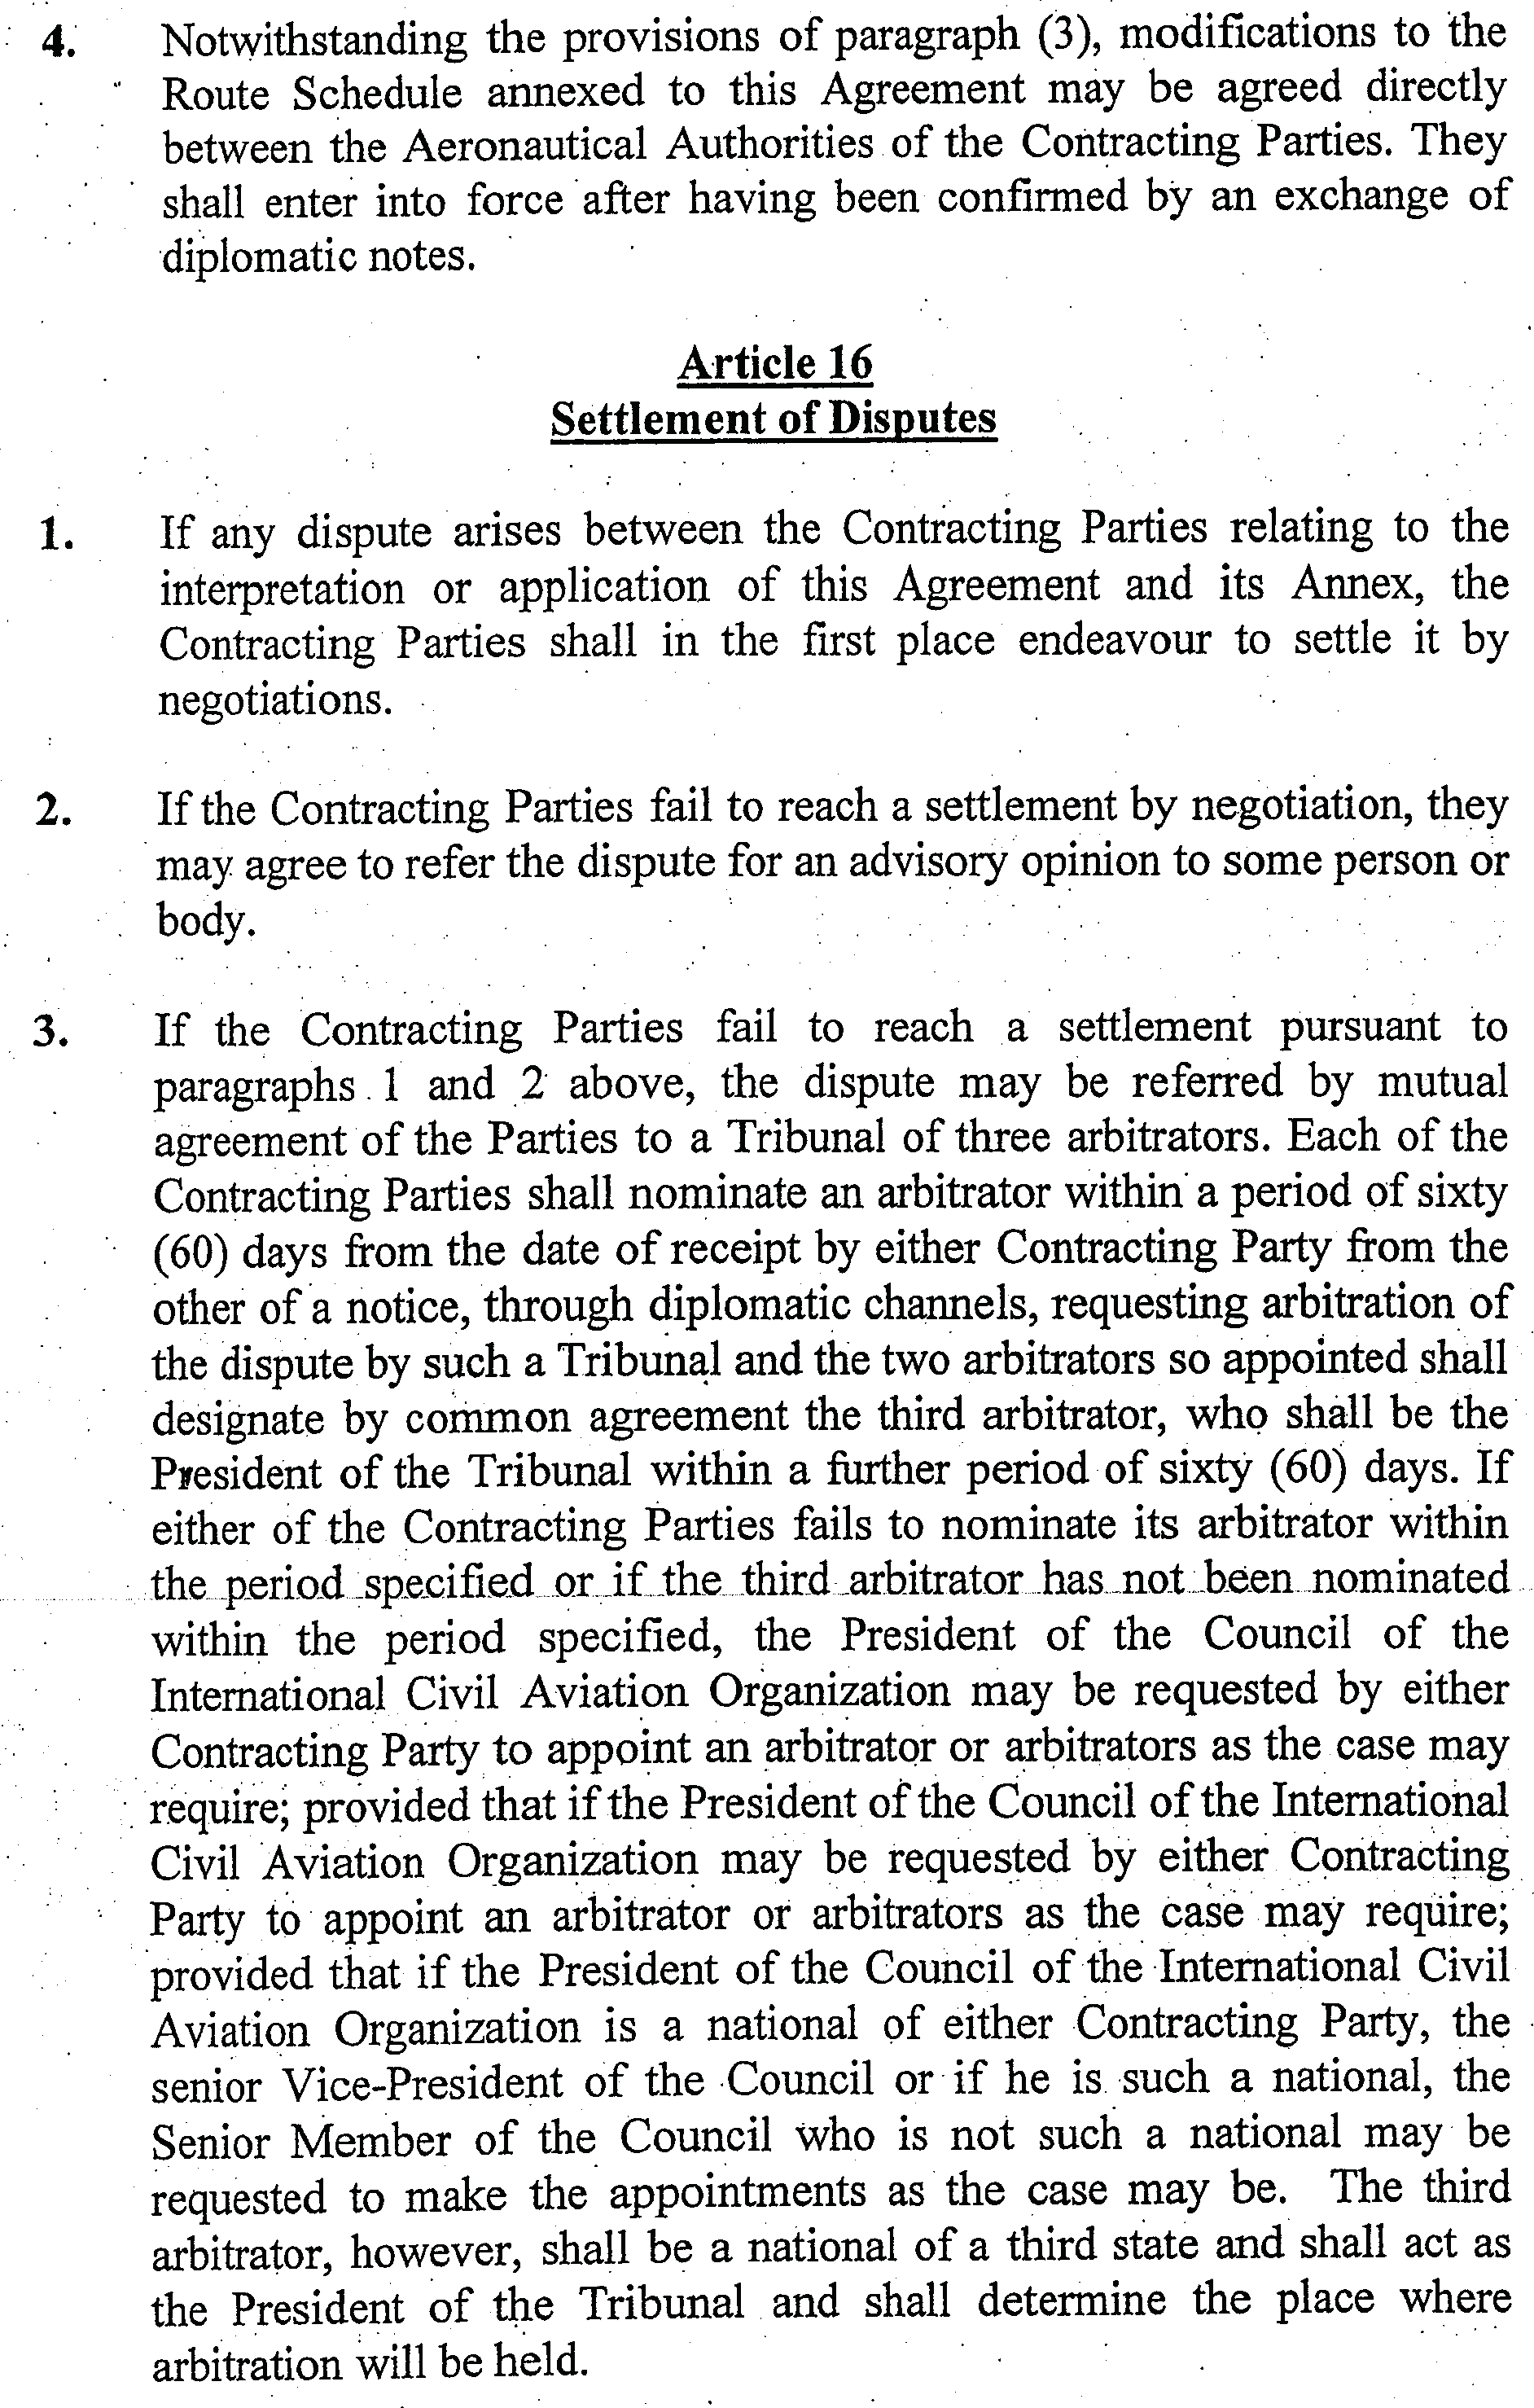 4. Notwithstanding the provisions of paragraph (3), modifications to the
Route Schedule annexed to this Agreement may be agreed directly
between the Aeronautical Authorities of the Contracting Parties. They
shall enter into force after having been confirmed by an exchange of
diplomatic notes.
Article 16
Settlement of Disputes
1. If any dispute arises between the Contracting Parties relating to the
interpretation or application of this Agreement and its Annex, the
Contracting Parties shall in the first place endeavour to settle it by
negotiations.
2. If the Contracting Parties fail to reach a settlement by negotiation, they
may agree to refer the dispute for an advisory opinion to some person or
body.
3. If the Contracting Parties fail to reach a settlement pursuant to
paragraphs 1 and 2 above, the dispute may be referred by mutual
agreement of the Parties to a Tribunal of three arbitrators. Each of the
Contracting Parties shall nominate an arbitrator within a period of sixty
(60) days from the date of receipt by either Contracting Party from the
other of a notice, through diplomatic channels, requesting arbitration of
the dispute by such a Tribunal and the two arbitrators so appointed shall
designate by common agreement the third arbitrator, who shall be the
President of the Tribunal within a further period of sixty (60) days. If
either of the Contracting Parties fails to nominate its arbitrator within
the period specified or if the third arbitrator has not been nominated
within the period specified, the President of the Council of the
International Civil Aviation Organization may be requested by either
Contracting Party to appoint an arbitrator or arbitrators as the case may
require; provided that if the President of the Council of the International
Civil Aviation Organization may be requested by either Contracting
Party to appoint an arbitrator or arbitrators as the case may require;
provided that if the President of the Council of the International Civil
Aviation Organization is a national of either Contracting Party, the
senior Vice-President of the Council or if he is such a national, the
Senior Member of the Council who is not such a national may be
requested to make the appointments as the case may be. The third
arbitrator, however, shall be a national of a third state and shall act as
the President of the Tribunal and shall determine the place where
arbitration will be held.